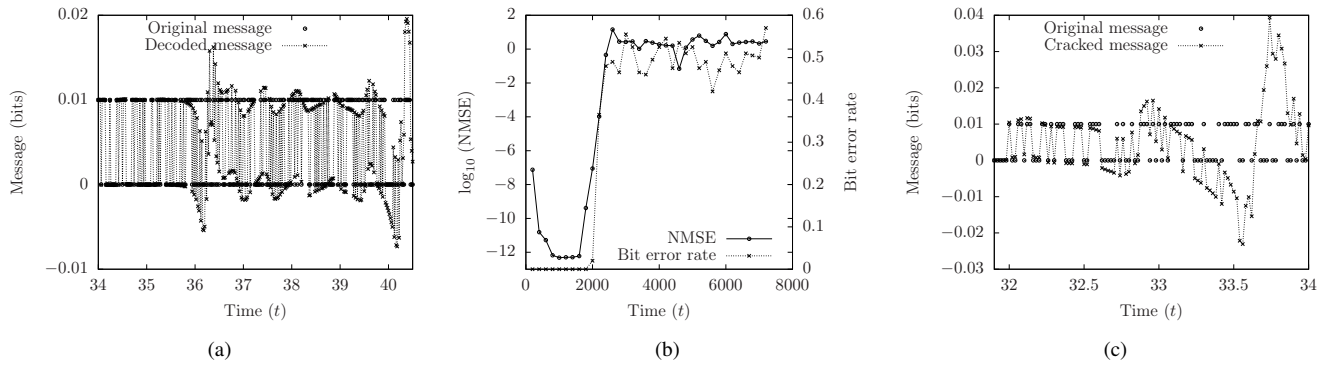 0.02
0.01
0
−0.01
Message (bits)
Original message
Decoded message
34 35 36 37 38 39 40
Time (t)
(a)
2
0
−2
−4
−6
−8
−10
−12
log₁₀ (NMSE)
NMSE
Bit error rate
0.6
0.5
0.4
0.3
0.2
0.1
0
Bit error rate
0 2000 4000 6000 8000
Time (t)
(b)
0.04
0.03
0.02
0.01
0
−0.01
−0.02
−0.03
Message (bits)
Original message
Cracked message
32 32.5 33 33.5 34
Time (t)
(c)